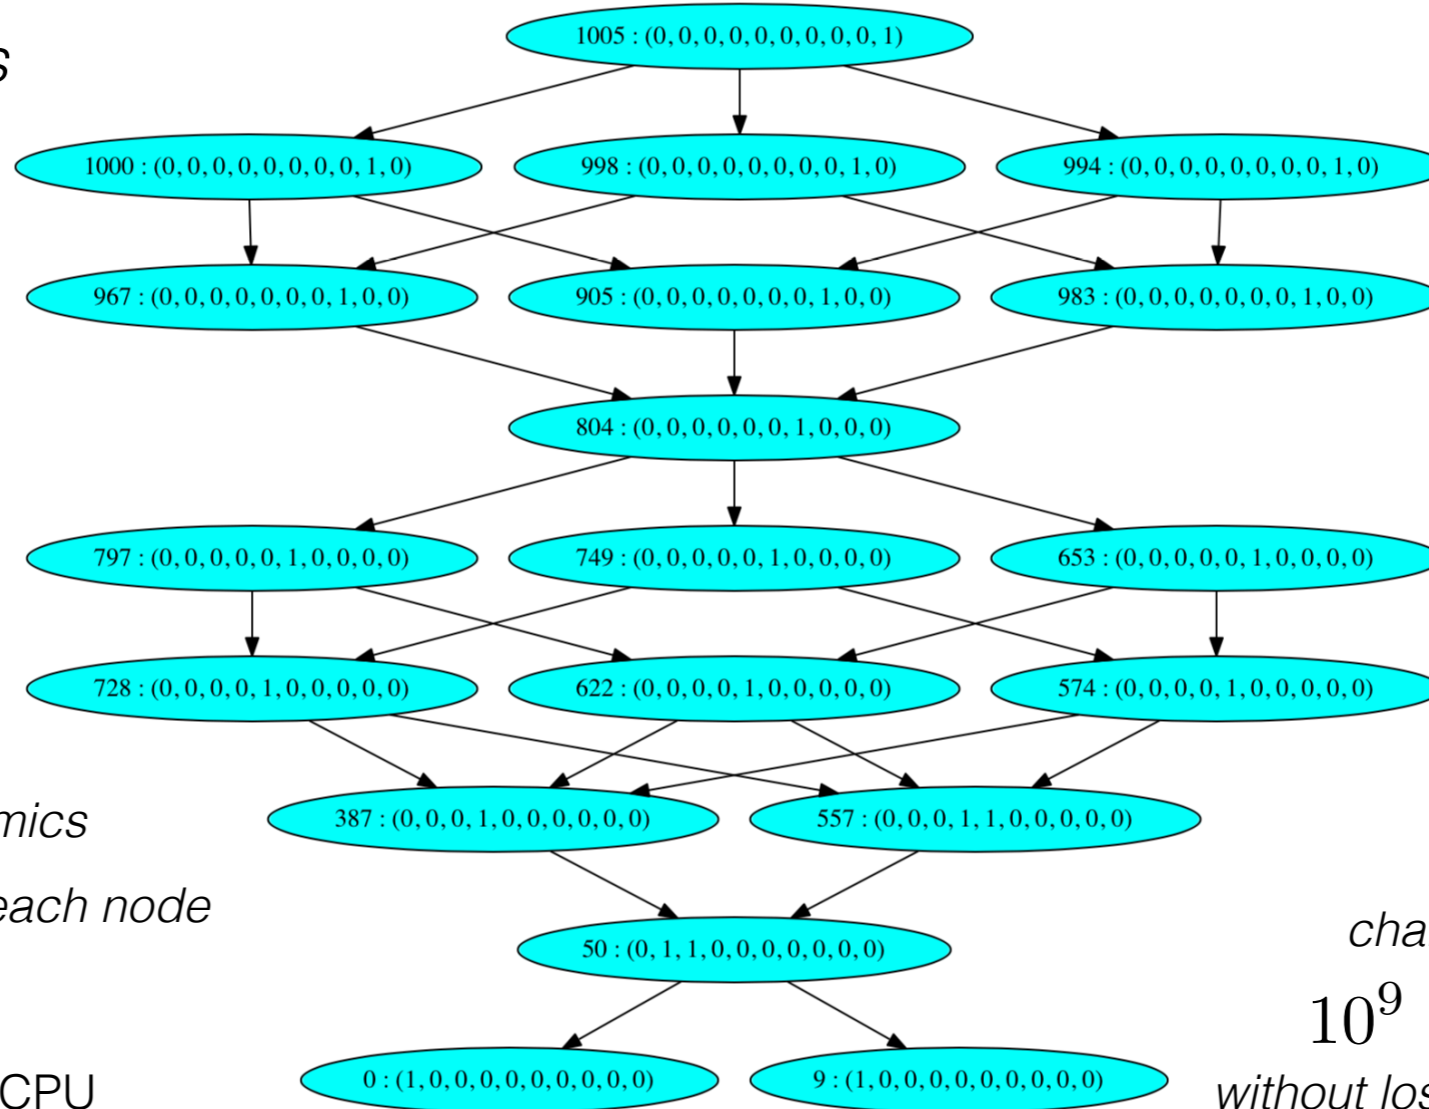 1005 : (0, 0, 0, 0, 0, 0, 0, 0, 0, 1)
1000 : (0, 0, 0, 0, 0, 0, 0, 0, 1, 0)
998 : (0, 0, 0, 0, 0, 0, 0, 0, 1, 0)
994 : (0, 0, 0, 0, 0, 0, 0, 0, 1, 0)
967 : (0, 0, 0, 0, 0, 0, 0, 1, 0, 0)
905 : (0, 0, 0, 0, 0, 0, 0, 1, 0, 0)
983 : (0, 0, 0, 0, 0, 0, 0, 1, 0, 0)
804 : (0, 0, 0, 0, 0, 0, 1, 0, 0, 0)
797 : (0, 0, 0, 0, 0, 1, 0, 0, 0, 0)
749 : (0, 0, 0, 0, 0, 1, 0, 0, 0, 0)
653 : (0, 0, 0, 0, 0, 1, 0, 0, 0, 0)
728 : (0, 0, 0, 0, 1, 0, 0, 0, 0, 0)
622 : (0, 0, 0, 0, 1, 0, 0, 0, 0, 0)
574 : (0, 0, 0, 0, 1, 0, 0, 0, 0, 0)
mics
387 : (0, 0, 0, 1, 0, 0, 0, 0, 0, 0)
557 : (0, 0, 0, 1, 1, 0, 0, 0, 0, 0)
each node
cha
50 : (0, 1, 1, 0, 0, 0, 0, 0, 0, 0)
10⁹
CPU
0 : (1, 0, 0, 0, 0, 0, 0, 0, 0, 0)
9 : (1, 0, 0, 0, 0, 0, 0, 0, 0, 0)
without los